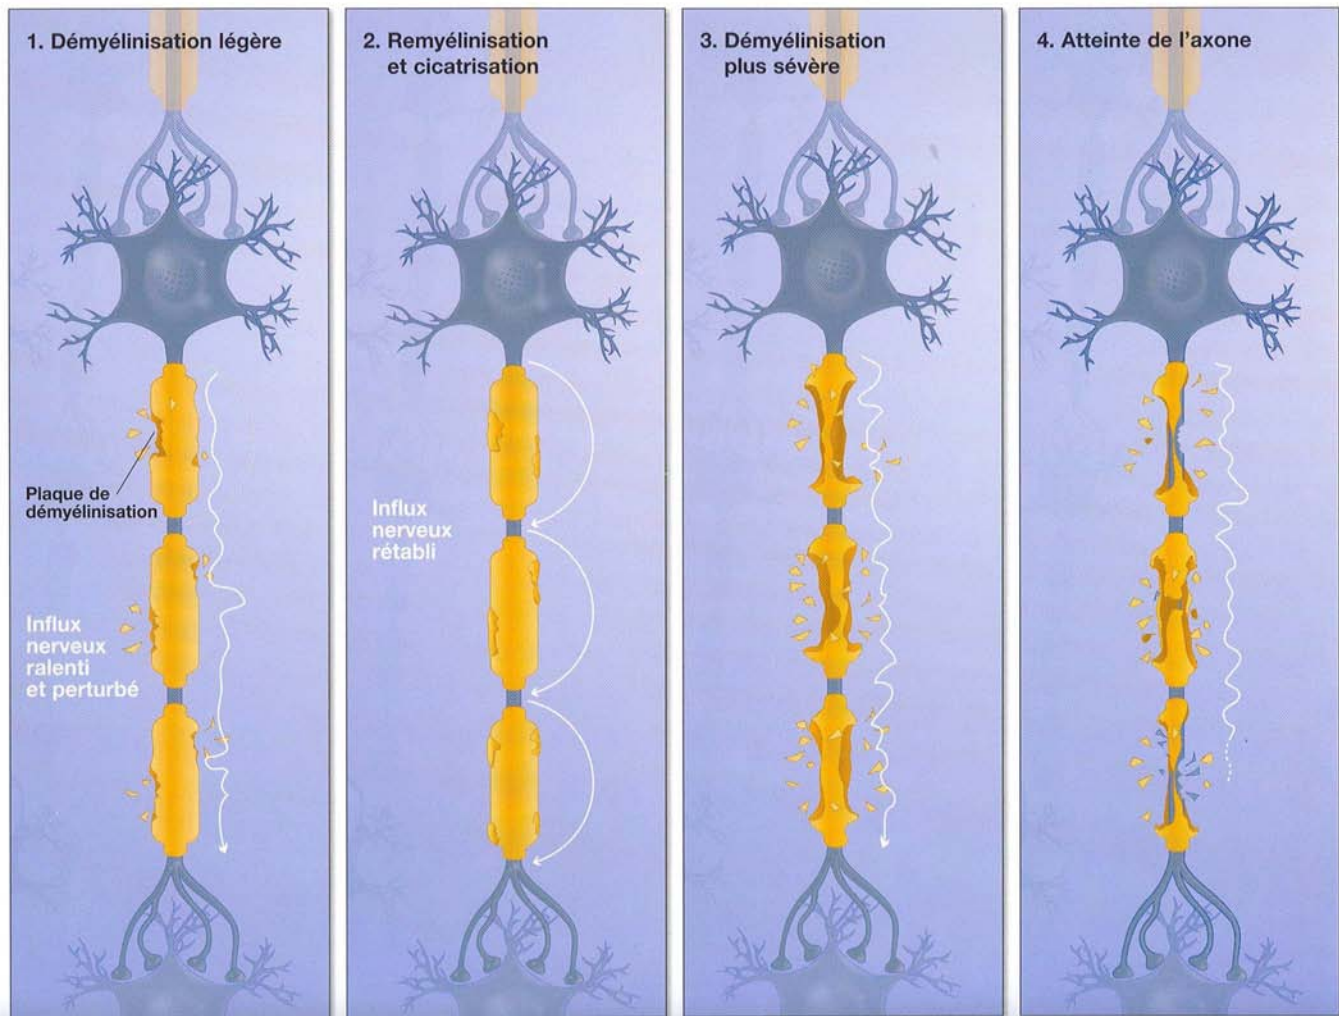 1. Démyélinisation légère
Plaque de
démyélinisation
Influx
nerveux
ralenti
et perturbé
2. Remyélinisation
et cicatrisation
Influx
nerveux
rétabli
3. Démyélinisation
plus sévère
4. Atteinte de l'axone